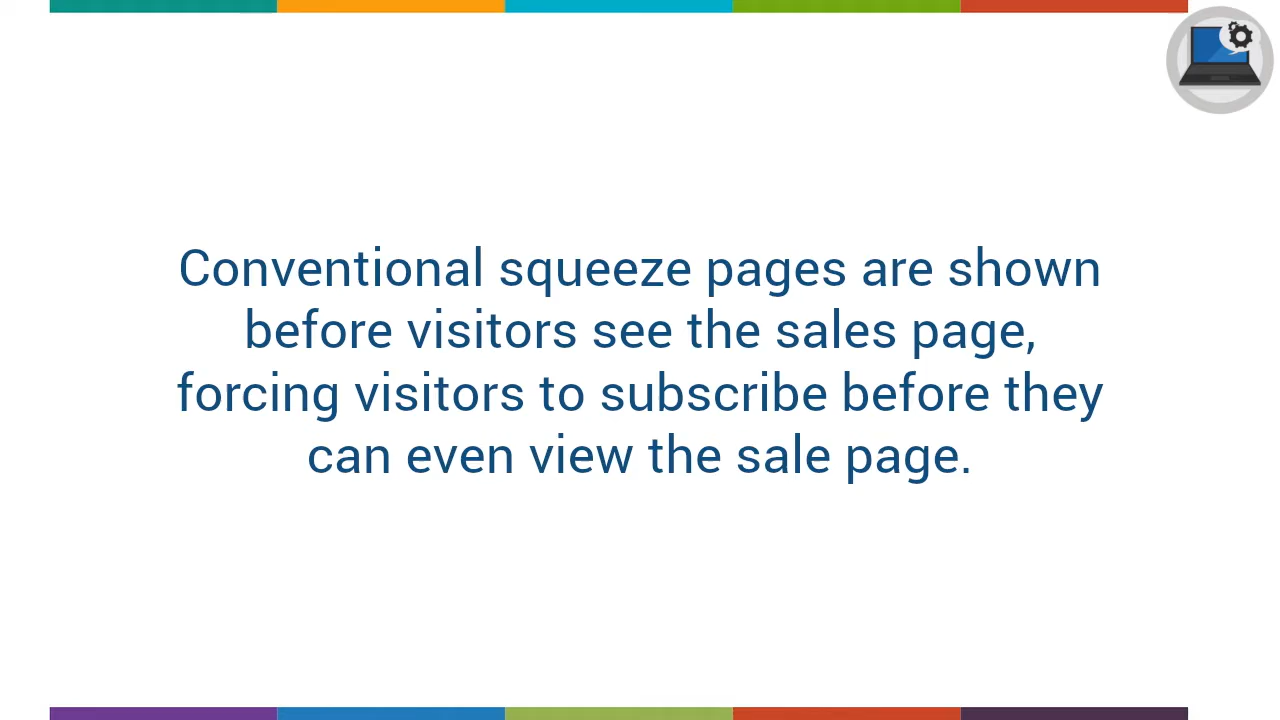 Conventional squeeze pages are shown
before visitors see the sales page,
forcing visitors to subscribe before they
can even view the sale page.